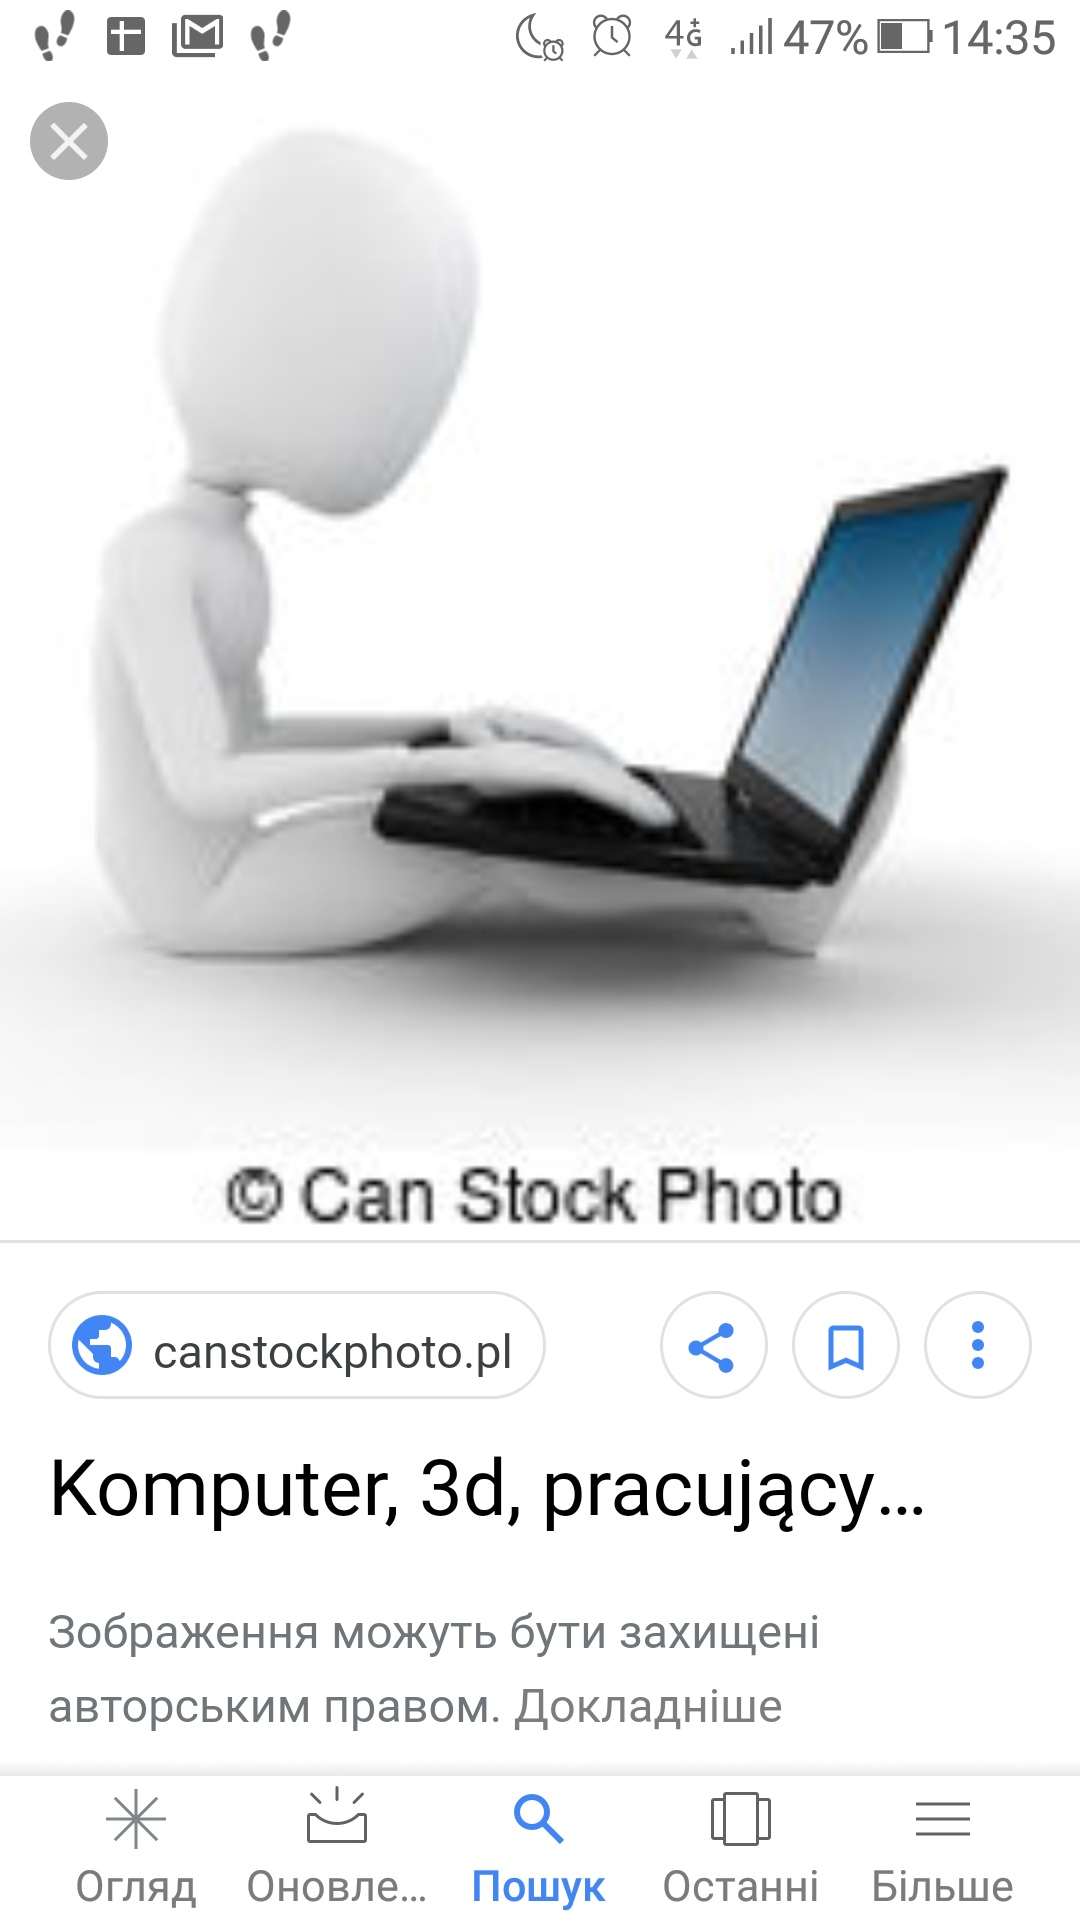 4G+ 47% 14:35
© Can Stock Photo
canstockphoto.pl
Komputer, 3d, pracujący...
Зображення можуть бути захищені
авторським правом. Докладніше
Огляд Оновле... Пошук Останні Більше